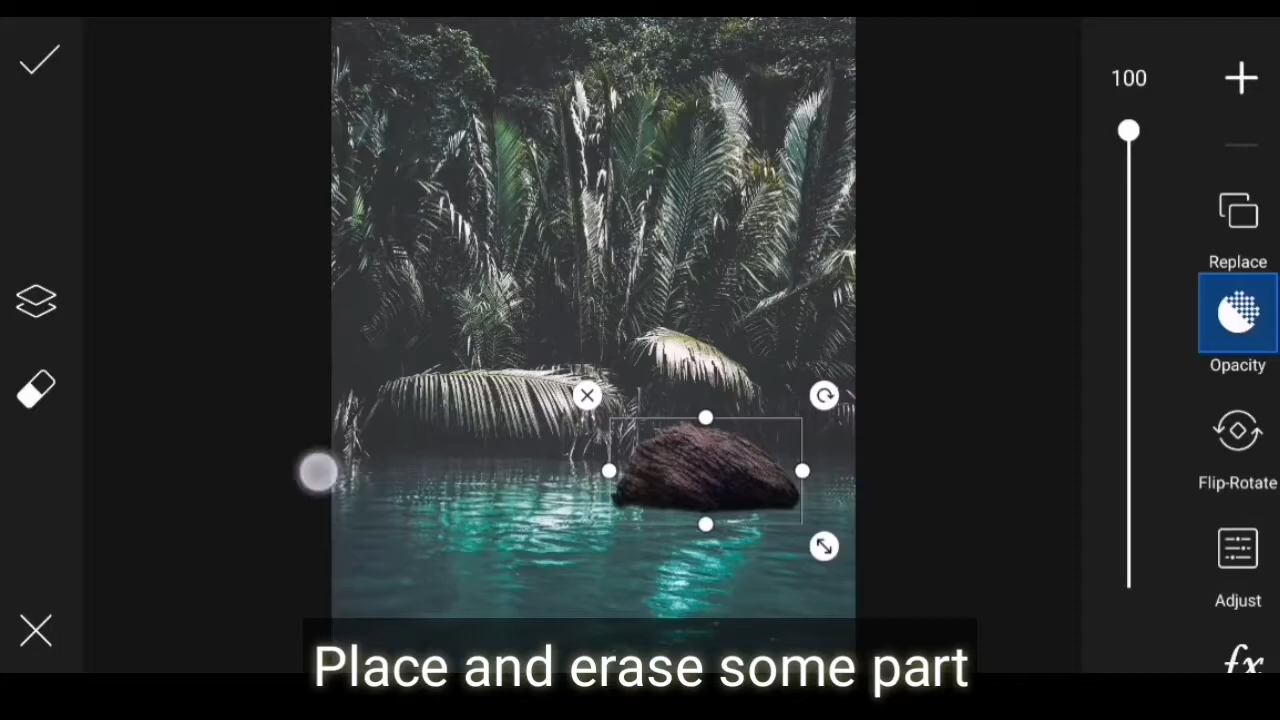 100
Replace
Opacity
Flip-Rotate
Adjust
fx
Place and erase some part